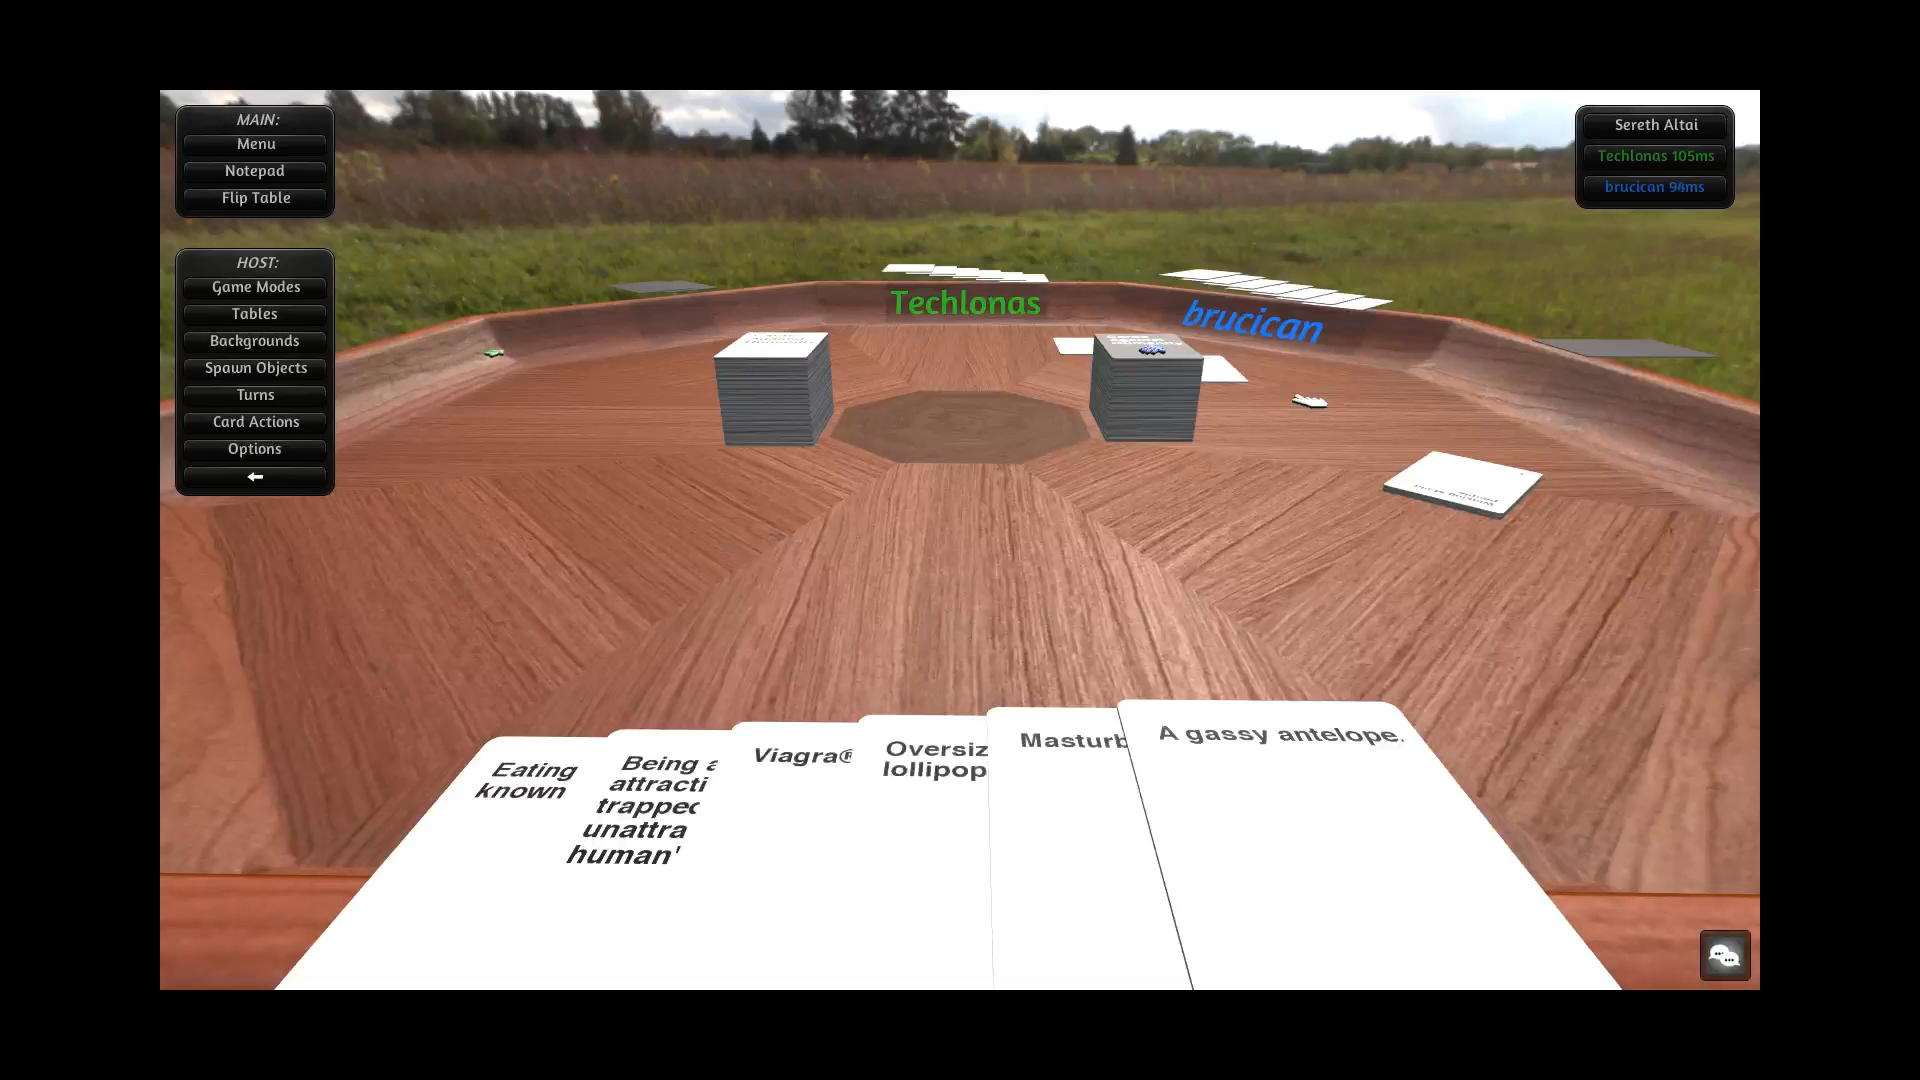 MAIN:
Menu
Notepad
Flip Table
HOST:
Game Modes
Tables
Backgrounds
Spawn Objects
Turns
Card Actions
Options
Sereth Altai
Techlonas 105ms
brucican 94ms
Techlonas
brucican
Eating
known
Being a
attracti
trapped
unattra
human'
Viagra®
Oversiz
lollipop
Masturb
A gassy antelope.